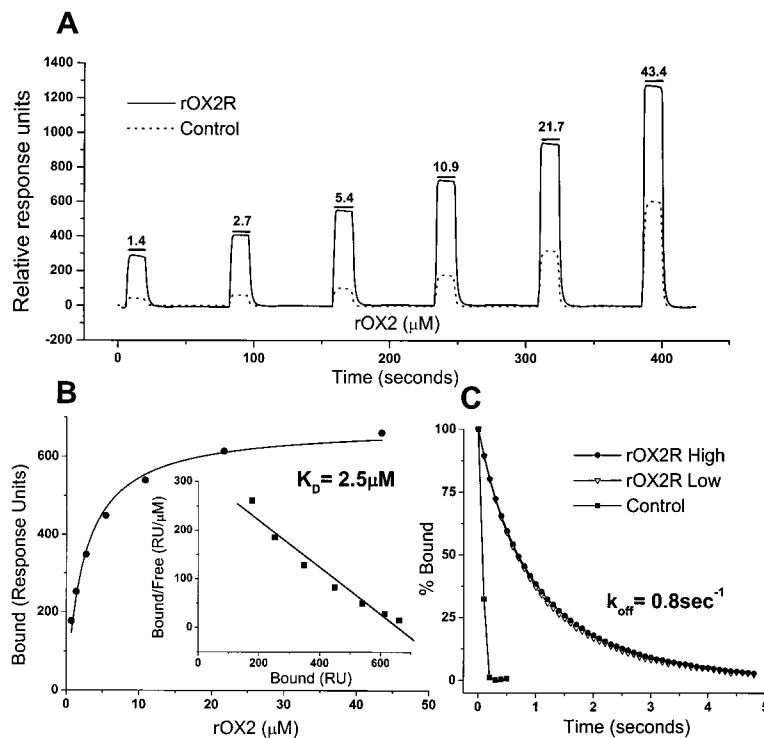 A
Relative response units
1400
1200
1000
800
600
400
200
0
-200
rOX2R
Control
1.4
2.7
5.4
10.9
21.7
43.4
rOX2 (μM)
0
100
200
300
400
Time (seconds)
B
Bound (Response Units)
600
400
200
0
0
10
20
30
40
50
rOX2 (μM)
K_D = 2.5μM
Bound/Free (RU/μM)
300
200
100
0
0
200
400
600
800
Bound (RU)
C
% Bound
100
75
50
25
0
rOX2R High
rOX2R Low
Control
k_off = 0.8sec⁻¹
0
1
2
3
4
5
Time (seconds)